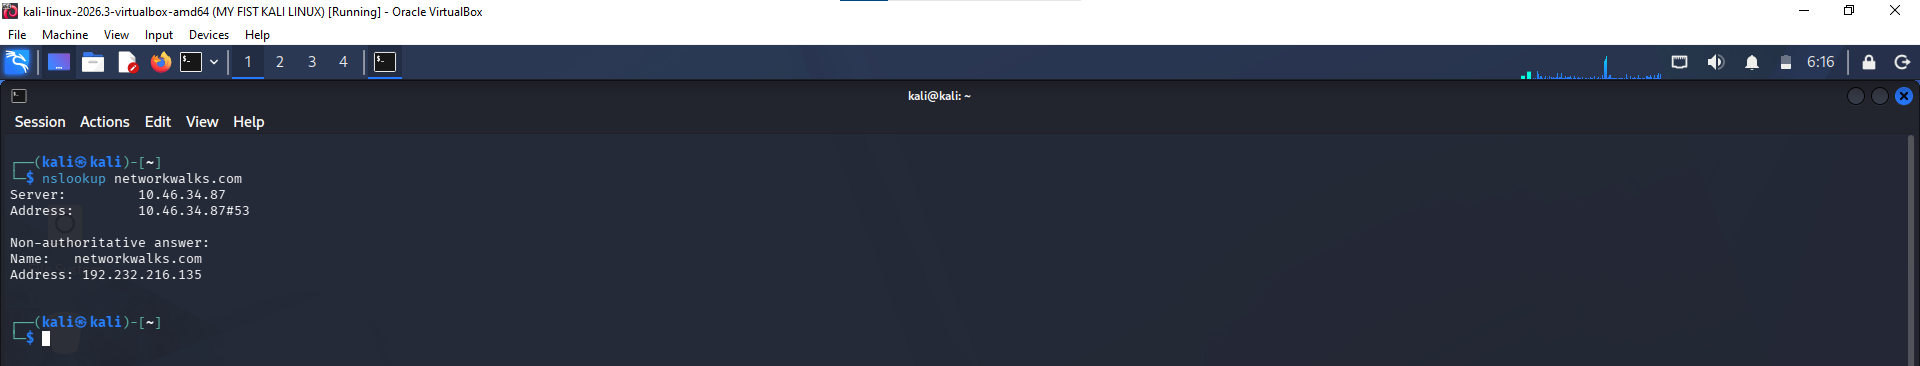 kali-linux-2026.3-virtualbox-amd64 (MY FIST KALI LINUX) [Running] - Oracle VirtualBox
File Machine View Input Devices Help
1 2 3 4 6:16
kali@kali: ~
Session Actions Edit View Help
┌──(kali㉿kali)-[~]
└─$ nslookup networkwalks.com
Server: 10.46.34.87
Address: 10.46.34.87#53
Non-authoritative answer:
Name: networkwalks.com
Address: 192.232.216.135
┌──(kali㉿kali)-[~]
└─$